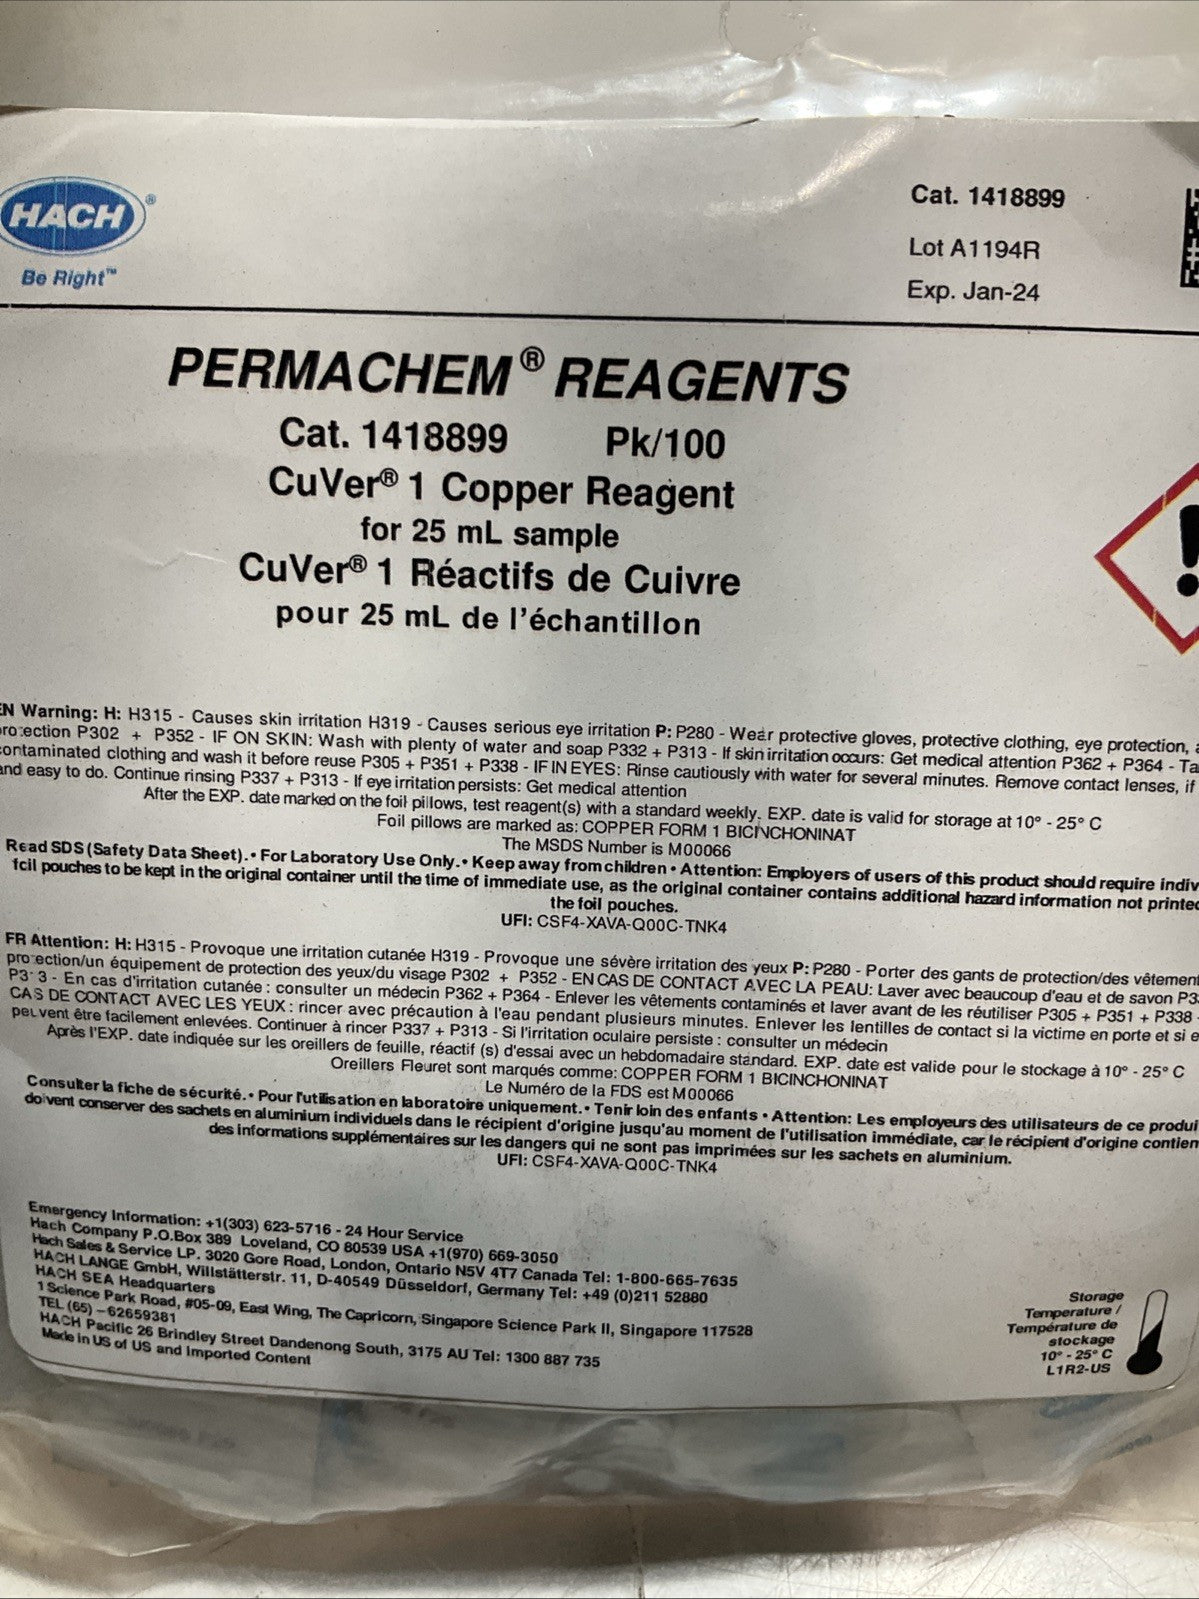 HACH®
Be Right™
Cat. 1418899
Lot A1194R
Exp. Jan-24
PERMACHEM® REAGENTS
Cat. 1418899 Pk/100
CuVer® 1 Copper Reagent
for 25 mL sample
CuVer® 1 Réactifs de Cuivre
pour 25 mL de l'échantillon
EN Warning: H: H315 - Causes skin irritation H319 - Causes serious eye irritation P: P280 - Wear protective gloves, protective clothing, eye protection,
protection P302 + P352 - IF ON SKIN: Wash with plenty of water and soap P332 + P313 - If skin irritation occurs: Get medical attention P362 + P364 -
contaminated clothing and wash it before reuse P305 + P351 + P338 - IF IN EYES: Rinse cautiously with water for several minutes. Remove contact lenses, if
and easy to do. Continue rinsing P337 + P313 - If eye irritation persists: Get medical attention
After the EXP. date marked on the foil pillows, test reagent(s) with a standard weekly. EXP. date is valid for storage at 10° - 25° C
Foil pillows are marked as: COPPER FORM 1 BICINCHONINAT
The MSDS Number is M00066
Read SDS (Safety Data Sheet). • For Laboratory Use Only. • Keep away from children • Attention: Employers of users of this product should require
foil pouches to be kept in the original container until the time of immediate use, as the original container contains additional hazard information not printed
the foil pouches.
UFI: CSF4-XAVA-Q00C-TNK4
FR Attention: H: H315 - Provoque une irritation cutanée H319 - Provoque une sévère irritation des yeux P: P280 - Porter des gants de protection/des
protection/un équipement de protection des yeux/du visage P302 + P352 - EN CAS DE CONTACT AVEC LA PEAU: Laver avec beaucoup d'eau et de savon
P313 - En cas d'irritation cutanée : consulter un médecin P362 + P364 - Enlever les vêtements contaminés et laver avant de les réutiliser P305 + P351 + P338
CAS DE CONTACT AVEC LES YEUX : rincer avec précaution à l'eau pendant plusieurs minutes. Enlever les lentilles de contact si la victime en porte et si
peuvent être facilement enlevées. Continuer à rincer P337 + P313 - Si l'irritation oculaire persiste : consulter un médecin
Après l'EXP. date indiquée sur les oreillers de feuille, réactif (s) d'essai avec un hebdomadaire standard. EXP. date est valide pour le stockage à 10° - 25° C
Oreillers Fleuret sont marqués comme: COPPER FORM 1 BICINCHONINAT
Le Numéro de la FDS est M00066
Consulter la fiche de sécurité. • Pour l'utilisation en laboratoire uniquement. • Tenir loin des enfants • Attention: Les employeurs des utilisateurs de ce
doivent conserver des sachets en aluminium individuels dans le récipient d'origine jusqu'au moment de l'utilisation immédiate, car le récipient d'origine
des informations supplémentaires sur les dangers qui ne sont pas imprimées sur les sachets en aluminium.
UFI: CSF4-XAVA-Q00C-TNK4
Emergency Information: +1(303) 623-5716 - 24 Hour Service
Hach Company P.O.Box 389 Loveland, CO 80539 USA +1(970) 669-3050
Hach Sales & Service LP. 3020 Gore Road, London, Ontario N5V 4T7 Canada Tel: 1-800-665-7635
HACH LANGE GmbH, Willstätterstr. 11, D-40549 Düsseldorf, Germany Tel: +49 (0)211 52880
HACH SEA Headquarters
1 Science Park Road, #05-09, East Wing, The Capricorn, Singapore Science Park II, Singapore 117528
TEL (65) - 62659381
HACH Pacific 26 Brindley Street Dandenong South, 3175 AU Tel: 1300 887 735
Made in US of US and Imported Content
Storage
Temperature /
Température de
stockage
10° - 25° C
L1R2-US